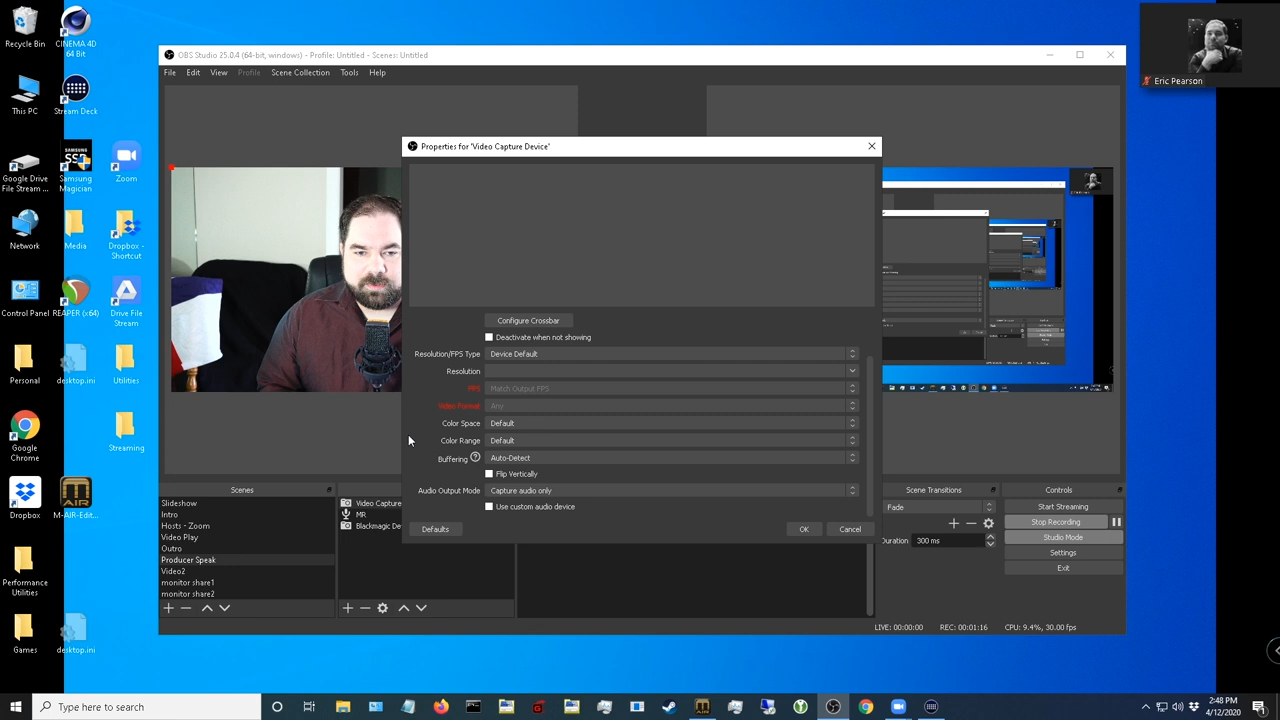 Recycle Bin
CINEMA 4D
64 Bit
This PC
Stream Deck
Google Drive
File Stream ...
Samsung
Magician
Zoom
Network
Media
Dropbox -
Shortcut
Control Panel
REAPER (x64)
Drive File
Stream
Personal
desktop.ini
Utilities
Google
Chrome
Streaming
Dropbox
M-AIR-Edit...
Performance
Utilities
Games
desktop.ini
OBS Studio 25.0.4 (64-bit, windows) - Profile: Untitled - Scenes: Untitled
File Edit View Profile Scene Collection Tools Help
Eric Pearson
Properties for 'Video Capture Device'
Configure Crossbar
Deactivate when not showing
Resolution/FPS Type Device Default
Resolution
FPS Match Output FPS
Video Format Any
Color Space Default
Color Range Default
Buffering ? Auto-Detect
Flip Vertically
Audio Output Mode Capture audio only
Use custom audio device
Defaults OK Cancel
Scenes
Slideshow
Intro
Hosts - Zoom
Video Play
Outro
Producer Speak
Video2
monitor share1
monitor share2
Video Capture
MR
Blackmagic De
Scene Transitions
Fade
Duration 300 ms
Controls
Start Streaming
Stop Recording
Studio Mode
Settings
Exit
LIVE: 00:00:00 REC: 00:01:16 CPU: 9.4%, 30.00 fps
Type here to search
2:48 PM
4/12/2020